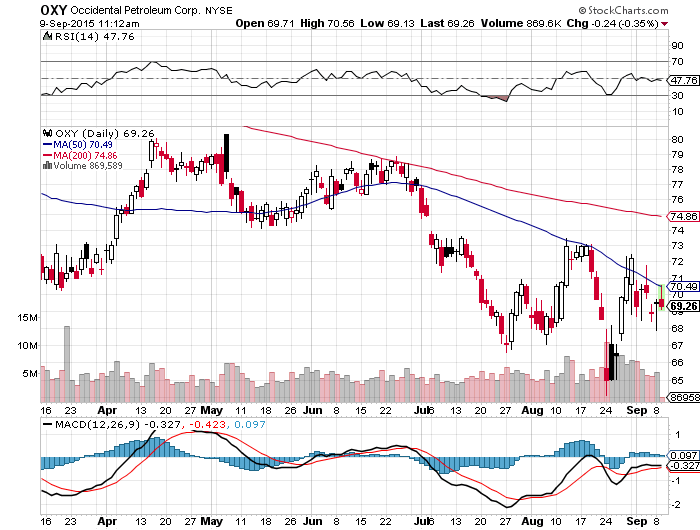 OXY Occidental Petroleum Corp. NYSE © StockCharts.com
9-Sep-2015 11:12am Open 69.71 High 70.56 Low 69.13 Last 69.26 Volume 869.6K Chg -0.24 (-0.35%)
RSI(14) 47.76
90
70
47.76
30
10
OXY (Daily) 69.26
MA(50) 70.49
MA(200) 74.86
Volume 869,589
80
79
78
77
76
74.86
74
73
72
71
70.49
70
69.26
68
67
66
65
86958
15M
10M
5M
16 23 Apr 13 20 27 May 11 18 26 Jun 8 15 22 Jul 6 13 20 27 Aug 10 17 24 Sep 8
MACD(12,26,9) -0.327, -0.423, 0.097
1
0.097
-0.327
-1
-2
16 23 Apr 13 20 27 May 11 18 26 Jun 8 15 22 Jul 6 13 20 27 Aug 10 17 24 Sep 8